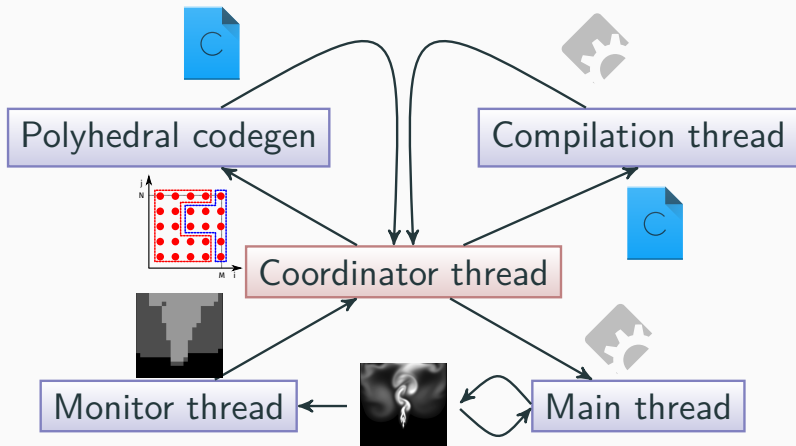 C
Polyhedral codegen
Compilation thread
j
N
M
i
C
Coordinator thread
Monitor thread
Main thread